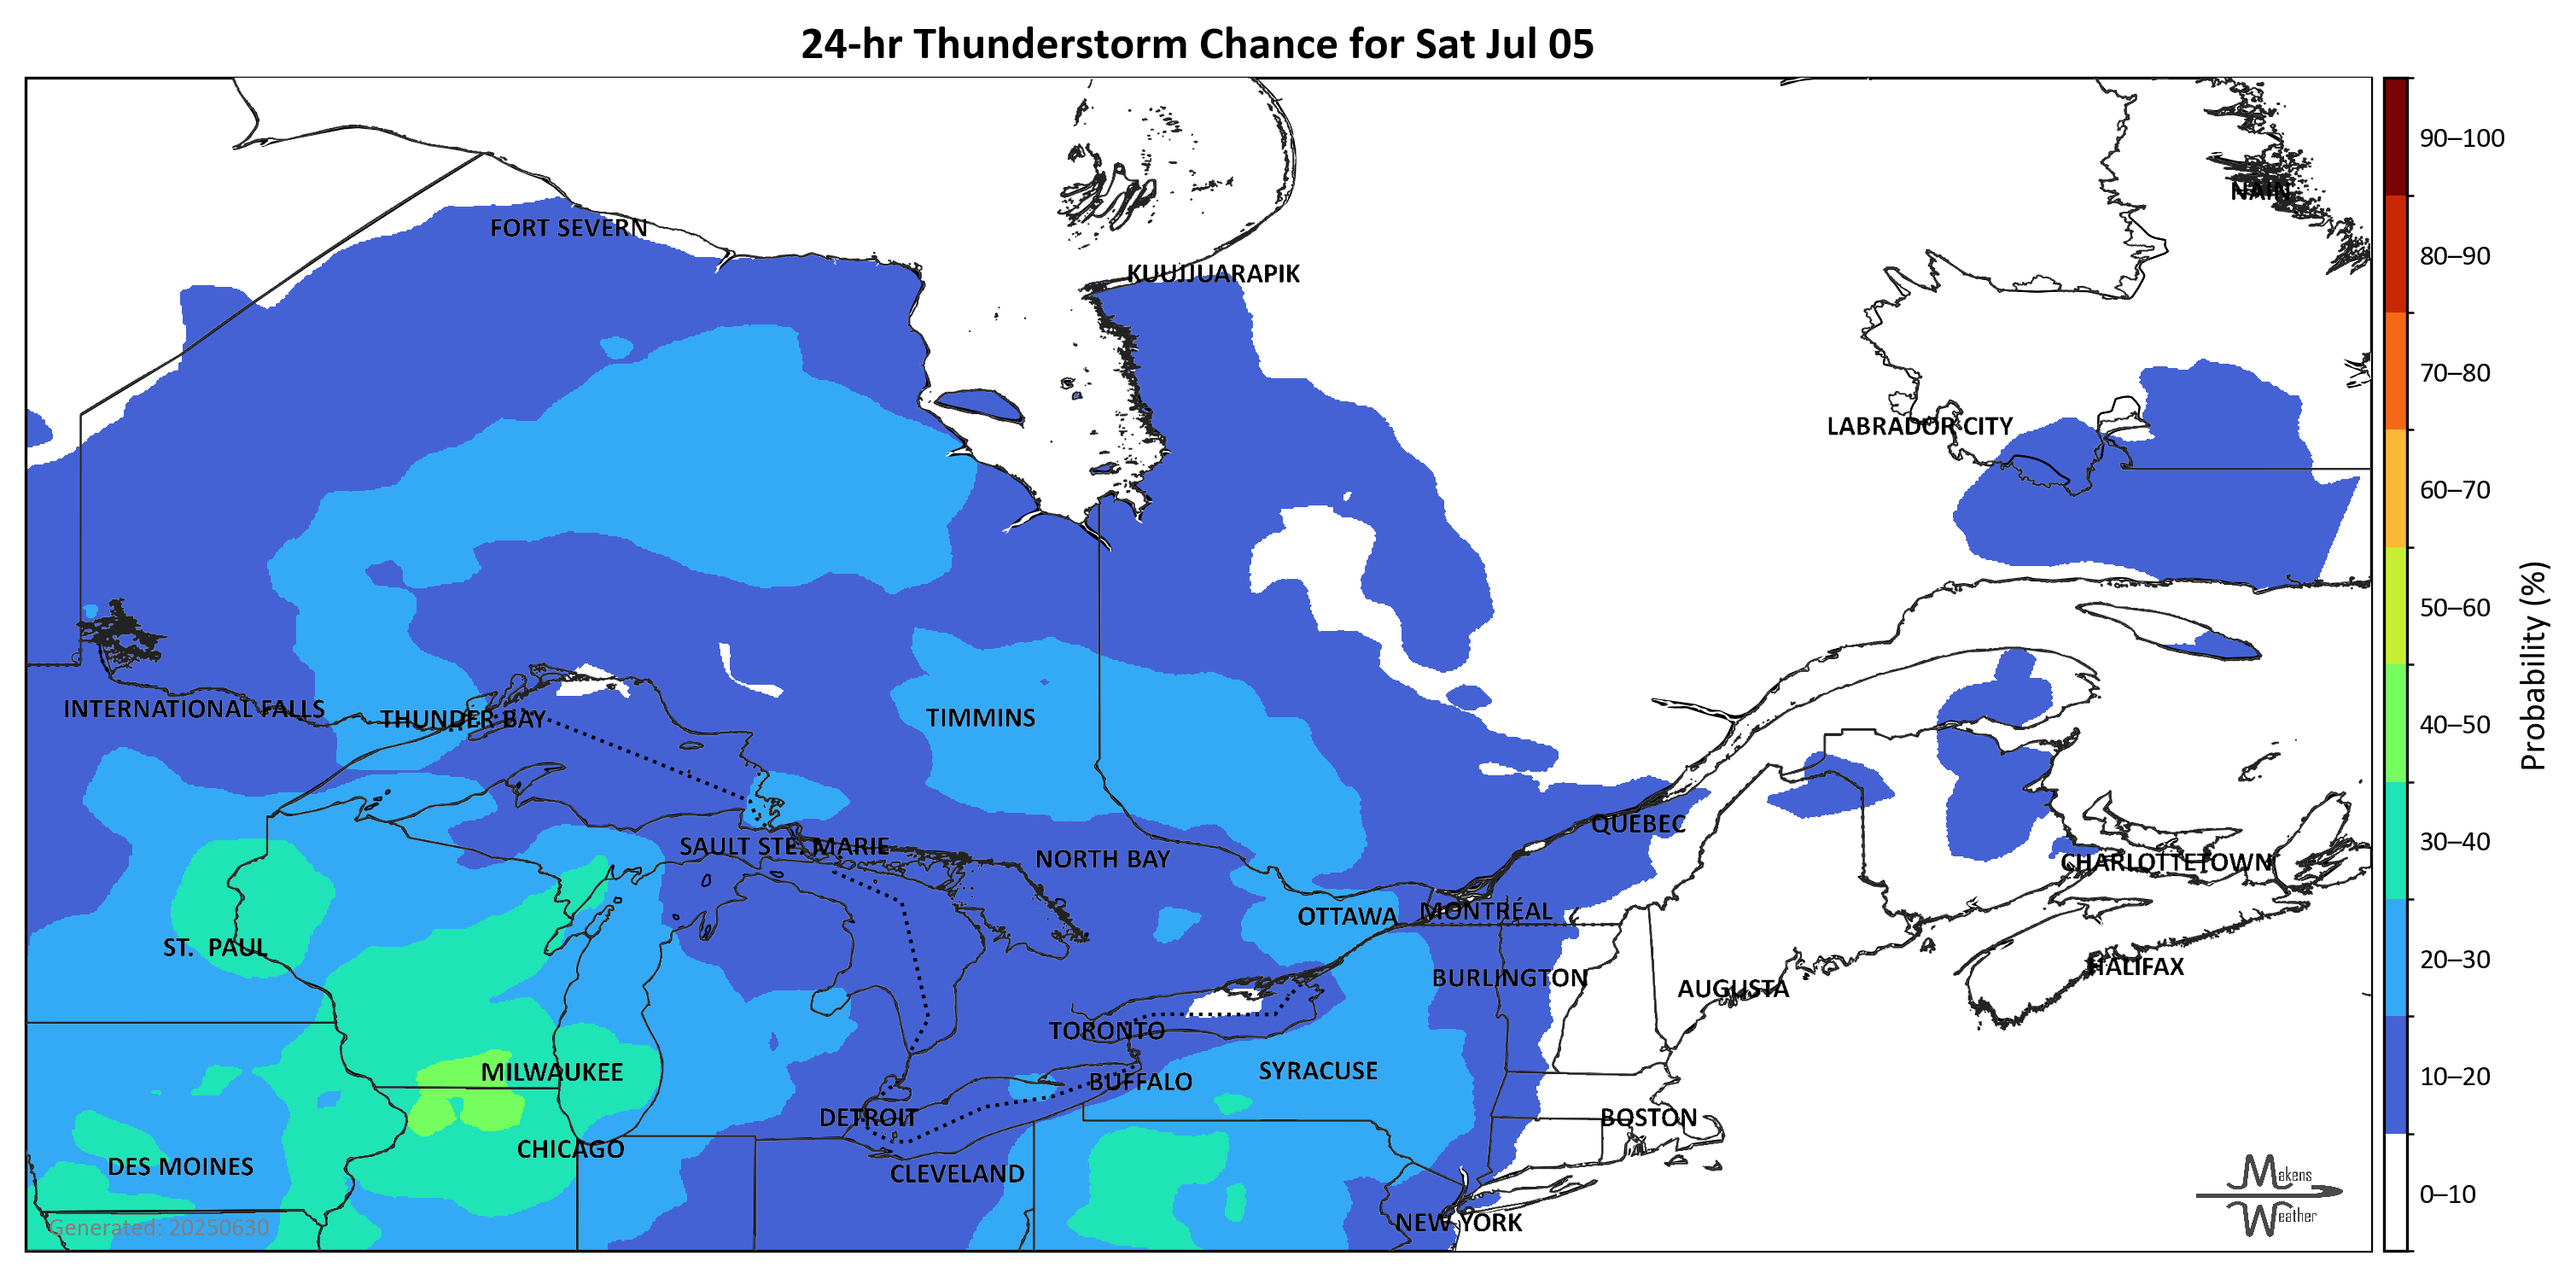 24-hr Thunderstorm Chance for Sat Jul 05
90–100
NAIN
FORT SEVERN
80–90
KUUJJUARAPIK
70–80
LABRADOR CITY
60–70
50–60
Probability (%)
INTERNATIONAL FALLS
THUNDER BAY
TIMMINS
40–50
QUEBEC
SAULT STE. MARIE
NORTH BAY
30–40
CHARLOTTETOWN
OTTAWA
MONTRÉAL
ST. PAUL
20–30
HALIFAX
BURLINGTON
AUGUSTA
TORONTO
MILWAUKEE
SYRACUSE
BUFFALO
10–20
DETROIT
BOSTON
CHICAGO
DES MOINES
CLEVELAND
Makens
0–10
Weather
NEW YORK
Generated: 20250630